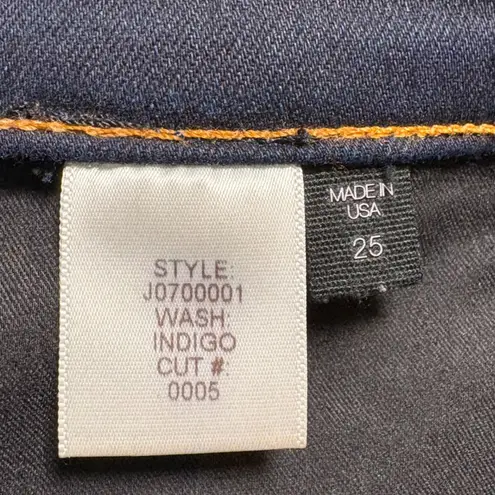 STYLE:
J0700001
WASH:
INDIGO
CUT #:
0005
MADE IN
USA
25